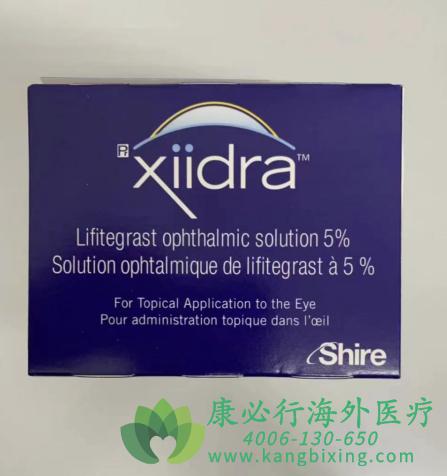 Pr xiidra™
Lifitegrast ophthalmic solution 5%
Solution ophtalmique de lifitegrast à 5 %
For Topical Application to the Eye
Pour administration topique dans l'œil
Shire
康必行海外医疗
4006-130-650
www.kangbixing.com